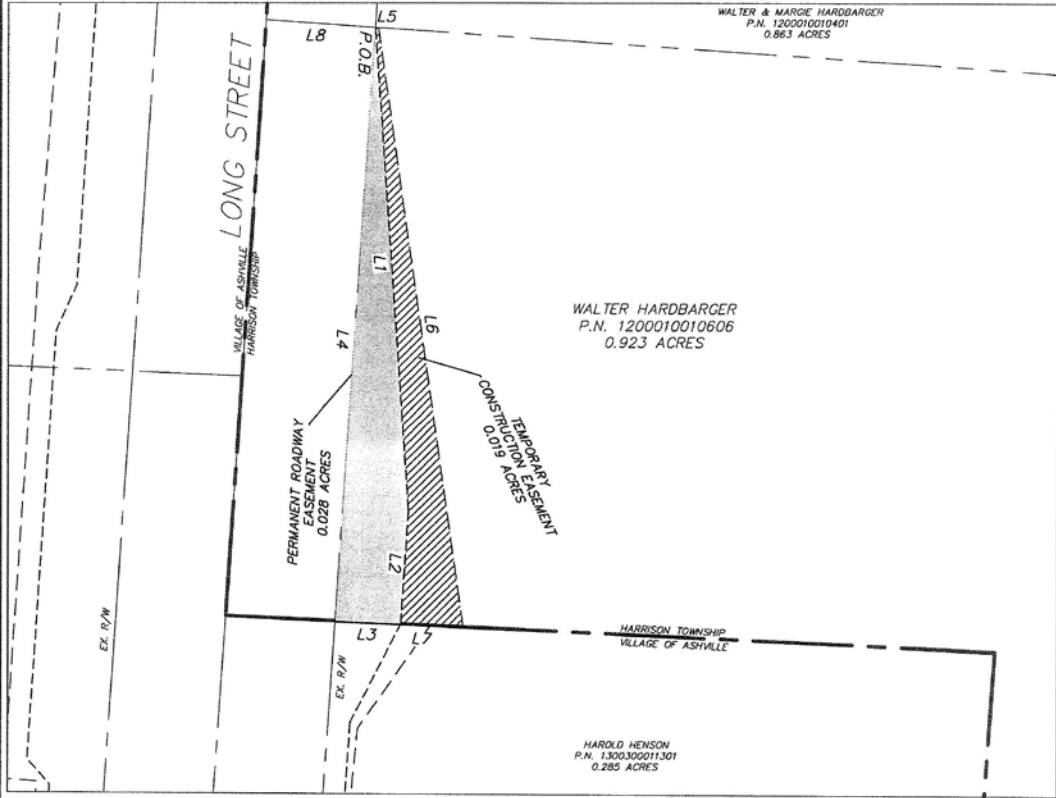 WALTER & MARGIE HARDBARGER
P.N. 1200010010401
0.863 ACRES
L5
L8
P.O.B.
LONG STREET
VILLAGE OF ASHVILLE
HARRISON TOWNSHIP
L1
L4
L6
WALTER HARDBARGER
P.N. 1200010010606
0.923 ACRES
TEMPORARY
CONSTRUCTION EASEMENT
0.019 ACRES
PERMANENT ROADWAY
EASEMENT
0.028 ACRES
L2
L3
L7
HARRISON TOWNSHIP
VILLAGE OF ASHVILLE
EX. R/W
EX. R/W
HAROLD HENSON
P.N. 1300300011301
0.285 ACRES